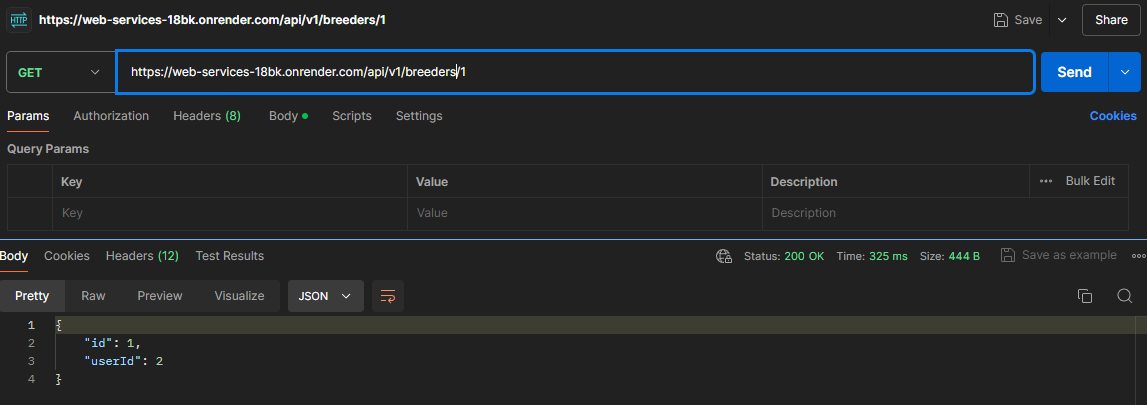 HTTP https://web-services-18bk.onrender.com/api/v1/breeders/1 Save Share
GET https://web-services-18bk.onrender.com/api/v1/breeders/1 Send
Params Authorization Headers (8) Body Scripts Settings Cookies
Query Params
Key Value Description Bulk Edit
Key Value Description
Body Cookies Headers (12) Test Results Status: 200 OK Time: 325 ms Size: 444 B Save as example
Pretty Raw Preview Visualize JSON
1 {
2 "id": 1,
3 "userId": 2
4 }